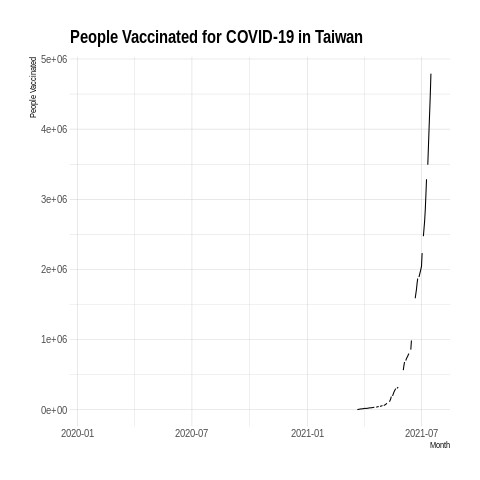 People Vaccinated for COVID-19 in Taiwan
People Vaccinated
5e+06
4e+06
3e+06
2e+06
1e+06
0e+00
2020-01 2020-07 2021-01 2021-07
Month